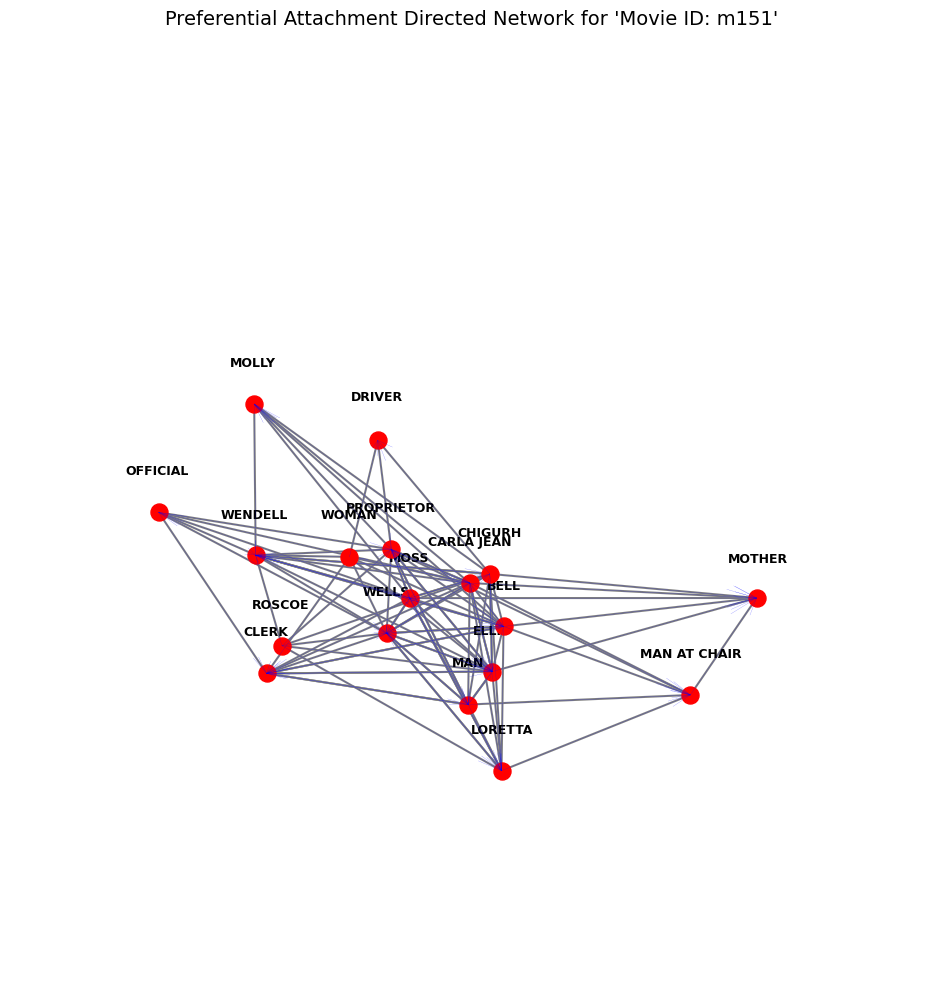 Preferential Attachment Directed Network for 'Movie ID: m151'
MOLLY
DRIVER
OFFICIAL
PROPRIETOR
WENDELL
WOMAN
CHIGURH
CARLA JEAN
MOSS
MOTHER
BELL
WELLS
ROSCOE
CLERK
MAN AT CHAIR
MAN
LORETTA